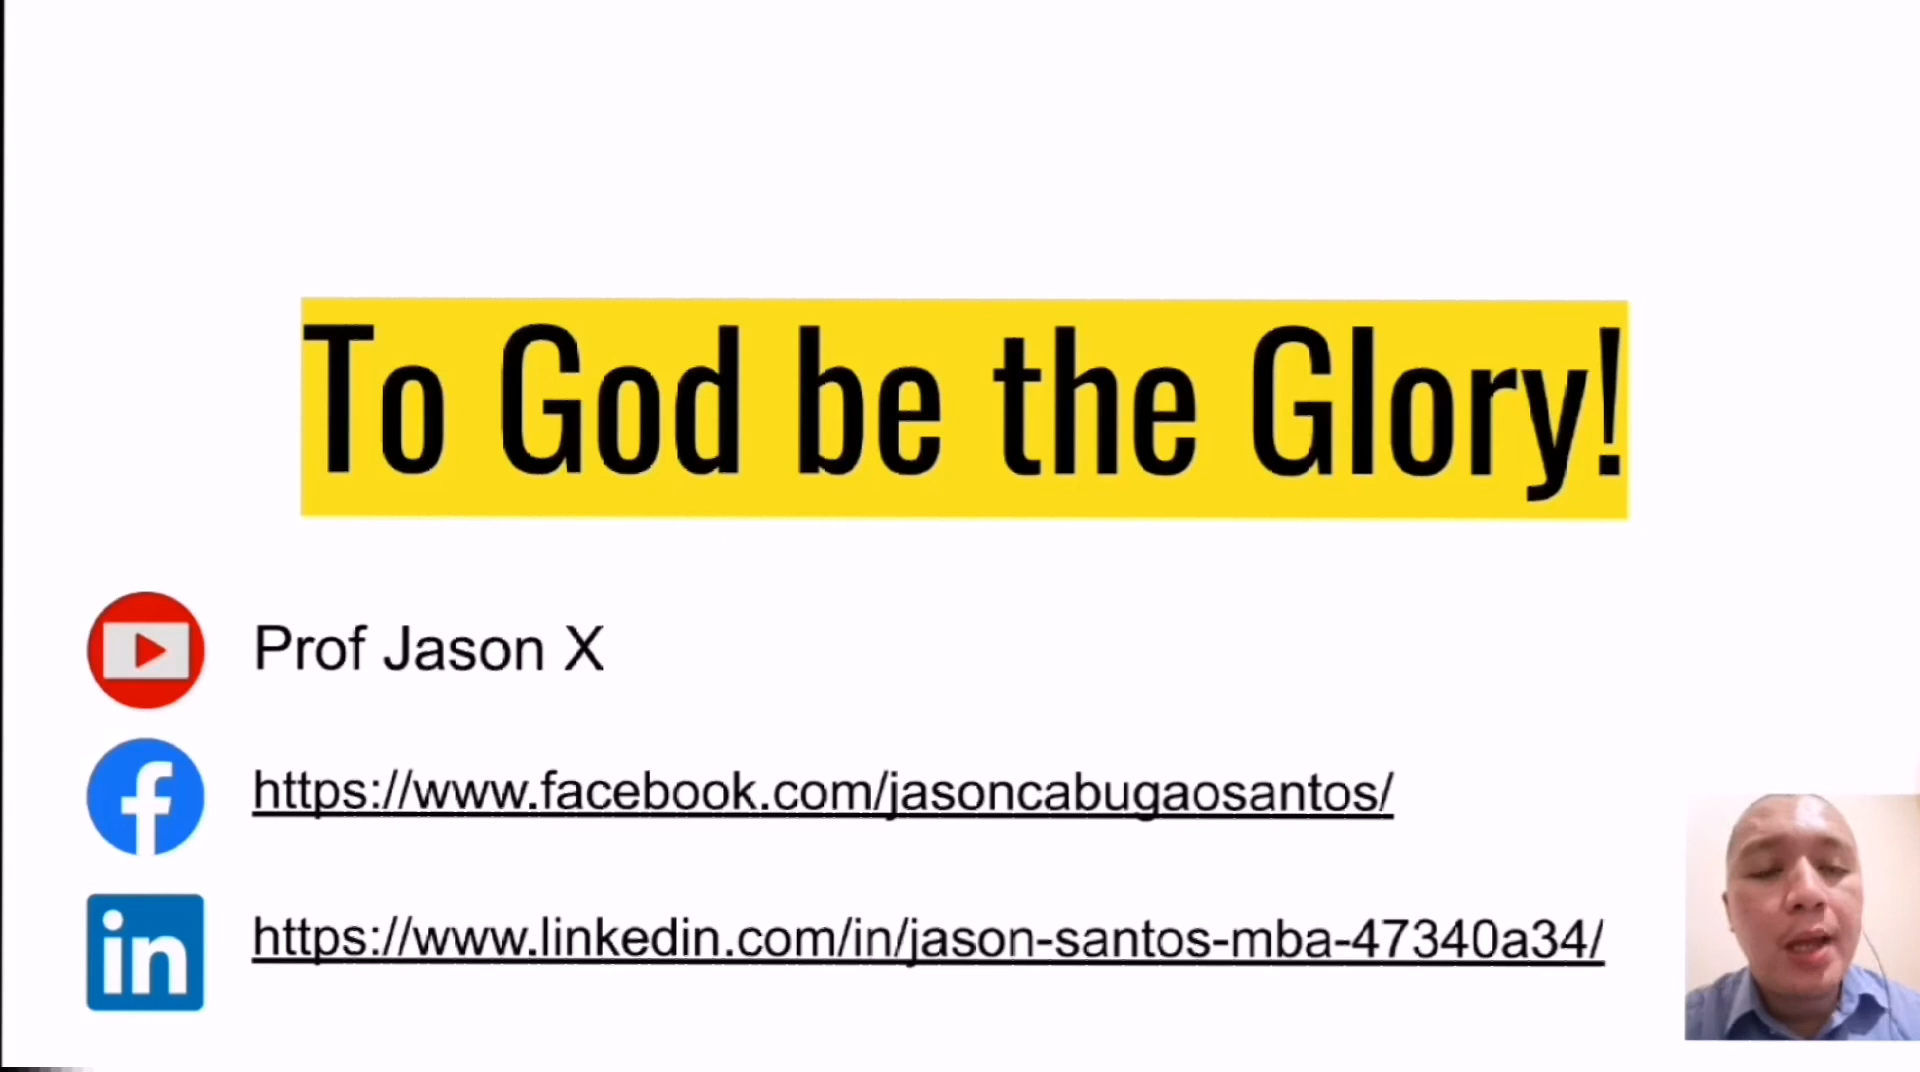 To God be the Glory!
Prof Jason X
https://www.facebook.com/jasoncabugaosantos/
in https://www.linkedin.com/in/jason-santos-mba-47340a34/